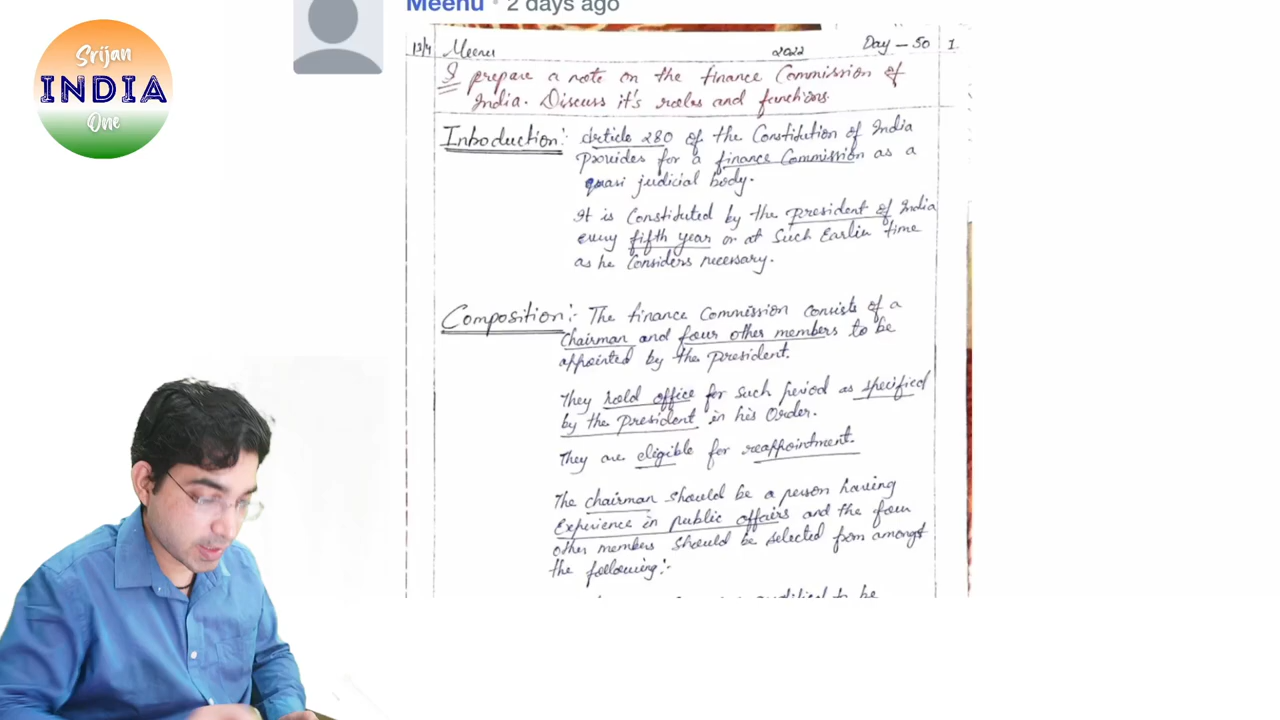 Meenu · 2 days ago
Srijan
INDIA
One
13/4 Meenu 2022 Day - 50 1.
Q prepare a note on the finance Commission of
India. Discuss it's roles and functions.
Introduction:- Article 280 of the Constitution of India
Provides for a finance Commission as a
quasi judicial body.
It is Constituted by the president of India
every fifth year or at Such Earlier time
as he Considers necessary.
Composition:- The finance Commission consists of a
Chairman and four other members to be
appointed by the President.
They hold office for such period as specified
by the President in his Order.
They are eligible for reappointment.
The chairman should be a person having
Experience in public affairs and the four
other members should be selected from amongst
the following:-
qualified to be